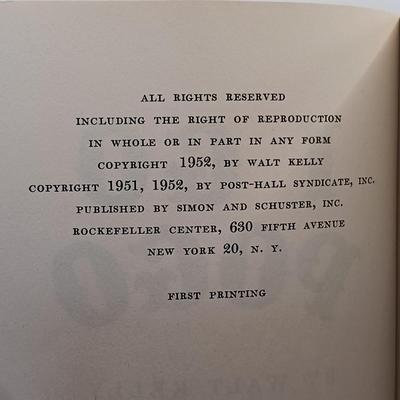 ALL RIGHTS RESERVED
INCLUDING THE RIGHT OF REPRODUCTION
IN WHOLE OR IN PART IN ANY FORM
COPYRIGHT 1952, BY WALT KELLY
COPYRIGHT 1951, 1952, BY POST-HALL SYNDICATE, INC.
PUBLISHED BY SIMON AND SCHUSTER, INC.
ROCKEFELLER CENTER, 630 FIFTH AVENUE
NEW YORK 20, N. Y.
FIRST PRINTING